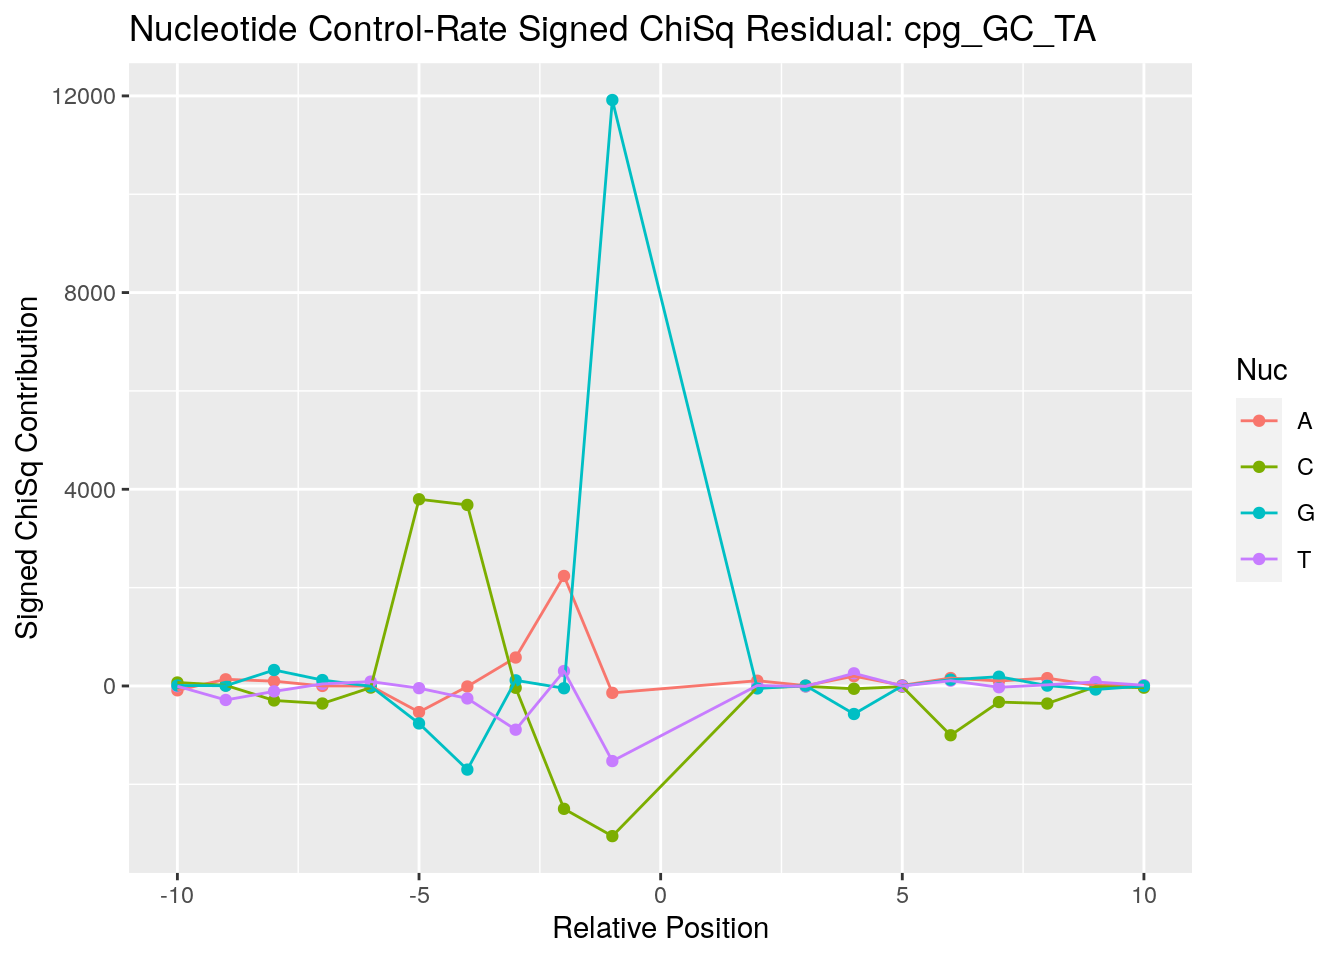 Nucleotide Control-Rate Signed ChiSq Residual: cpg_GC_TA
12000
8000
4000
0
Signed ChiSq Contribution
-10
-5
0
5
10
Relative Position
Nuc
A
C
G
T